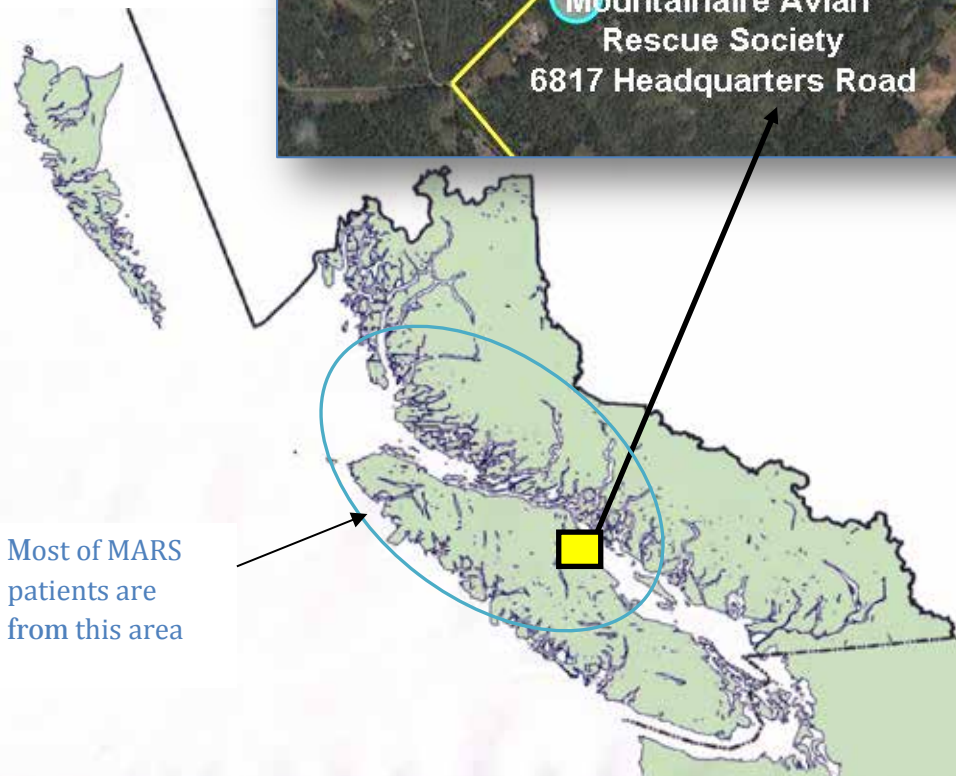 Mountainaire Avian
Rescue Society
6817 Headquarters Road
Most of MARS
patients are
from this area